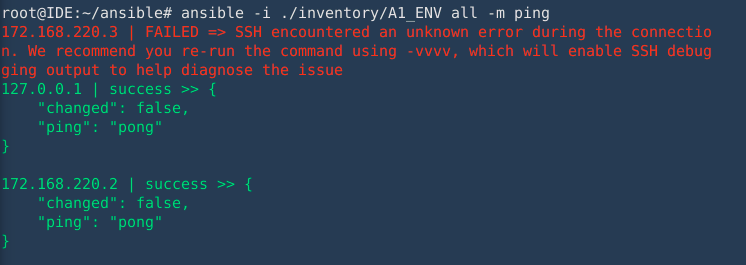 root@IDE:~/ansible# ansible -i ./inventory/A1_ENV all -m ping
172.168.220.3 | FAILED => SSH encountered an unknown error during the connectio
n. We recommend you re-run the command using -vvvv, which will enable SSH debug
ging output to help diagnose the issue
127.0.0.1 | success >> {
    "changed": false,
    "ping": "pong"
}

172.168.220.2 | success >> {
    "changed": false,
    "ping": "pong"
}